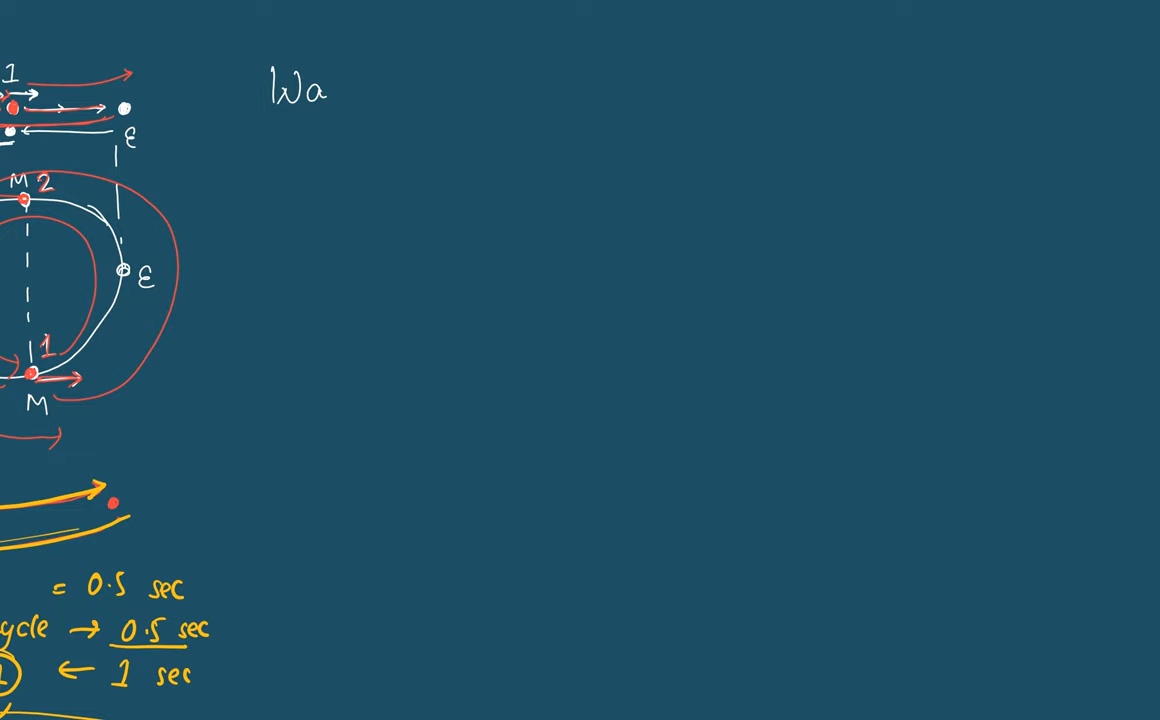 1
Wa
ε
M 2
ε
1
M
= 0.5 sec
ycle → 0.5 sec
← 1 sec